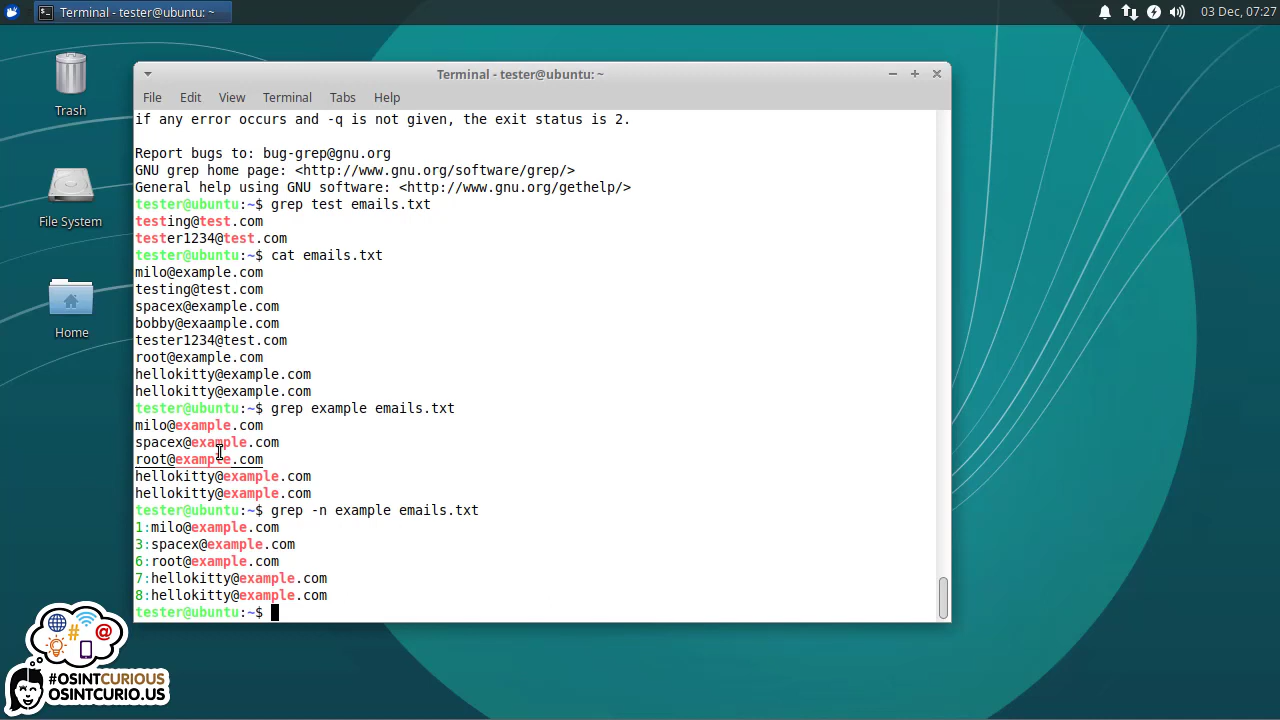 Terminal - tester@ubuntu: ~
03 Dec, 07:27
Trash
File System
Home
Terminal - tester@ubuntu: ~
File Edit View Terminal Tabs Help
if any error occurs and -q is not given, the exit status is 2.
Report bugs to: bug-grep@gnu.org
GNU grep home page: <http://www.gnu.org/software/grep/>
General help using GNU software: <http://www.gnu.org/gethelp/>
tester@ubuntu:~$ grep test emails.txt
testing@test.com
tester1234@test.com
tester@ubuntu:~$ cat emails.txt
milo@example.com
testing@test.com
spacex@example.com
bobby@exaample.com
tester1234@test.com
root@example.com
hellokitty@example.com
hellokitty@example.com
tester@ubuntu:~$ grep example emails.txt
milo@example.com
spacex@example.com
root@example.com
hellokitty@example.com
hellokitty@example.com
tester@ubuntu:~$ grep -n example emails.txt
1:milo@example.com
3:spacex@example.com
6:root@example.com
7:hellokitty@example.com
8:hellokitty@example.com
tester@ubuntu:~$
# @
#OSINTCURIOUS
OSINTCURIO.US